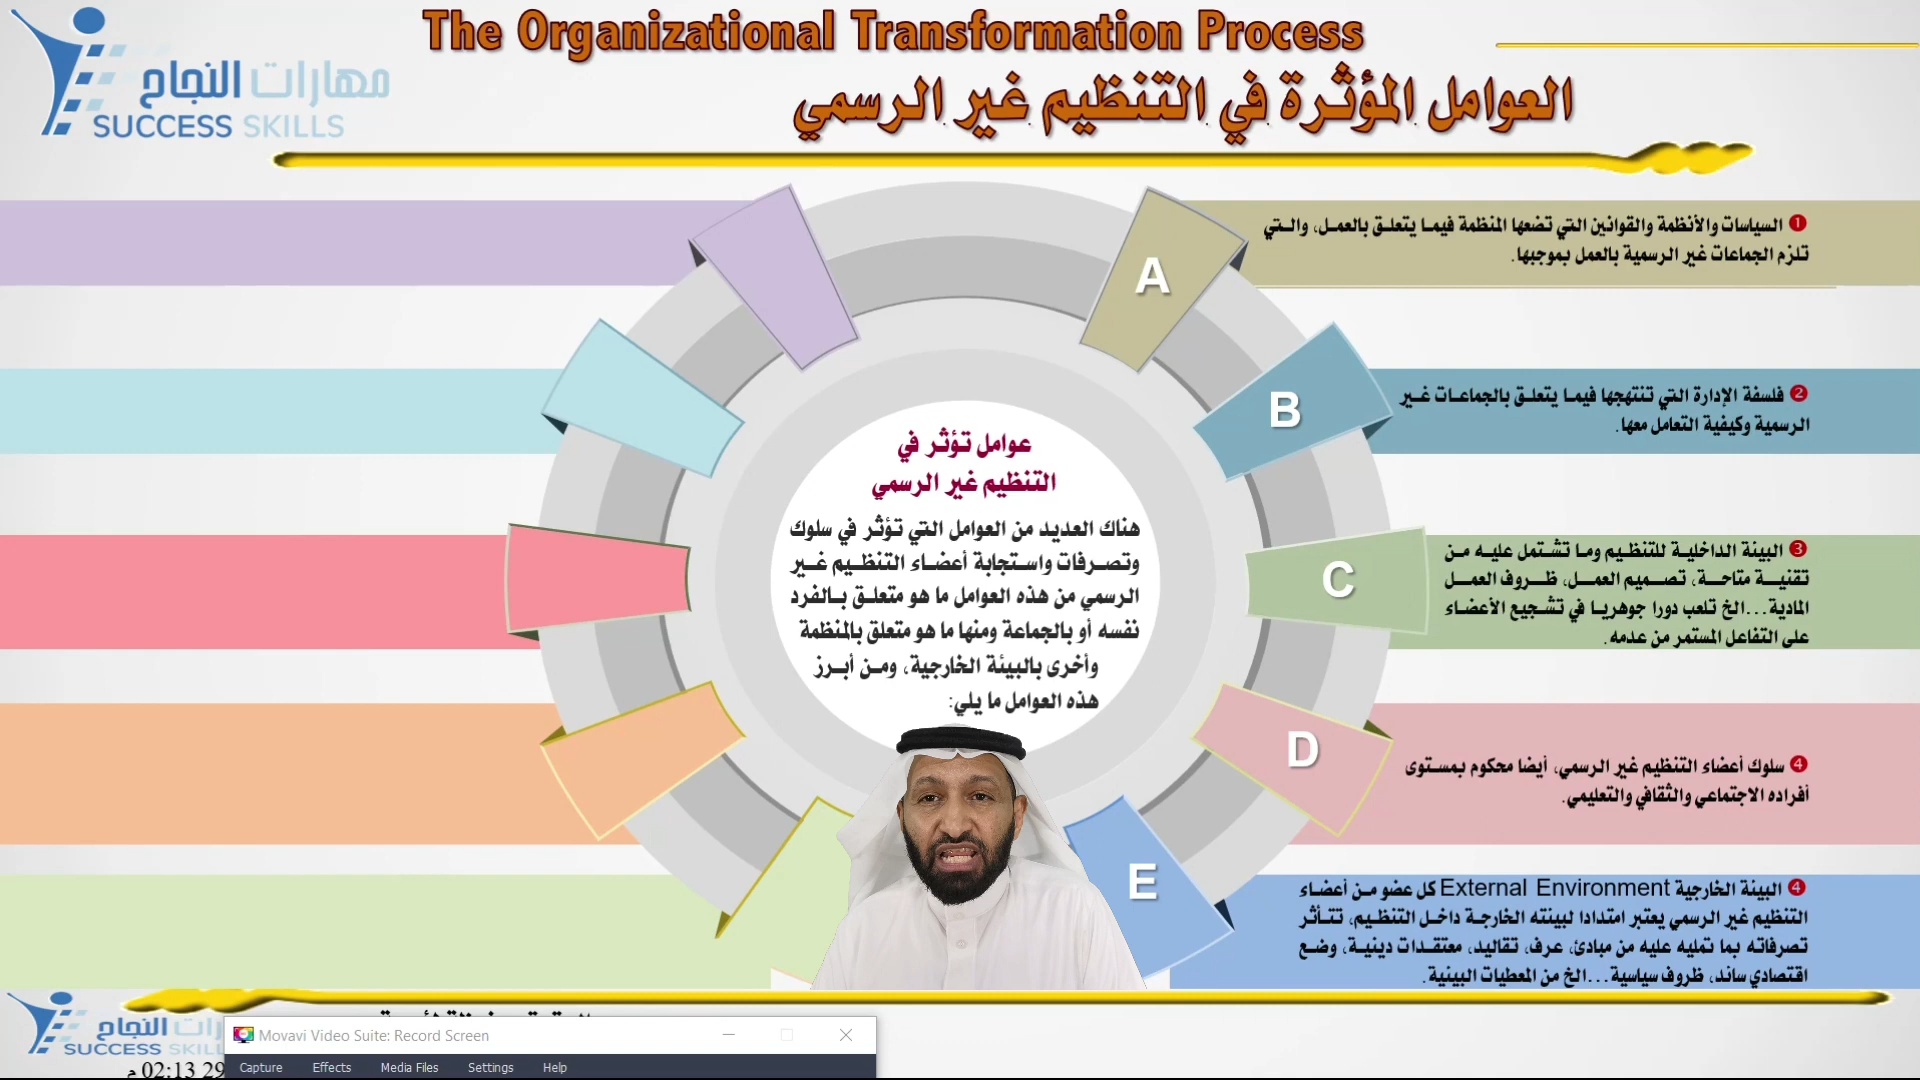 مهارات النجاح
SUCCESS SKILLS
The Organizational Transformation Process
العوامل المؤثرة في التنظيم غير الرسمي
A
❶ السياسات والأنظمة والقوانين التي تضعها المنظمة فيما يتعلق بالعمل، والتي
تلزم الجماعات غير الرسمية بالعمل بموجبها.
B
❷ فلسفة الإدارة التي تنتهجها فيما يتعلق بالجماعات غير
الرسمية وكيفية التعامل معها.
عوامل تؤثر في
التنظيم غير الرسمي
هناك العديد من العوامل التي تؤثر في سلوك
وتصرفات واستجابة أعضاء التنظيم غير
الرسمي من هذه العوامل ما هو متعلق بالفرد
نفسه أو بالجماعة ومنها ما هو متعلق بالمنظمة
وأخرى بالبيئة الخارجية، ومن أبرز
هذه العوامل ما يلي:
C
❸ البيئة الداخلية للتنظيم وما تشتمل عليه من
تقنية متاحة، تصميم العمل، ظروف العمل
المادية...الخ تلعب دورا جوهريا في تشجيع الأعضاء
على التفاعل المستمر من عدمه.
D
❹ سلوك أعضاء التنظيم غير الرسمي، أيضا محكوم بمستوى
أفراده الاجتماعي والثقافي والتعليمي.
E
❹ البيئة الخارجية External Environment كل عضو من أعضاء
التنظيم غير الرسمي يعتبر امتدادا لبيئته الخارجة داخل التنظيم، تتأثر
تصرفاته بما تمليه عليه من مبادئ، عرف، تقاليد، معتقدات دينية، وضع
اقتصادي سائد، ظروف سياسية...الخ من المعطيات البيئية.
النجاح
SUCCESS SKILL
02:13 29 م
Movavi Video Suite: Record Screen
Capture Effects Media Files Settings Help